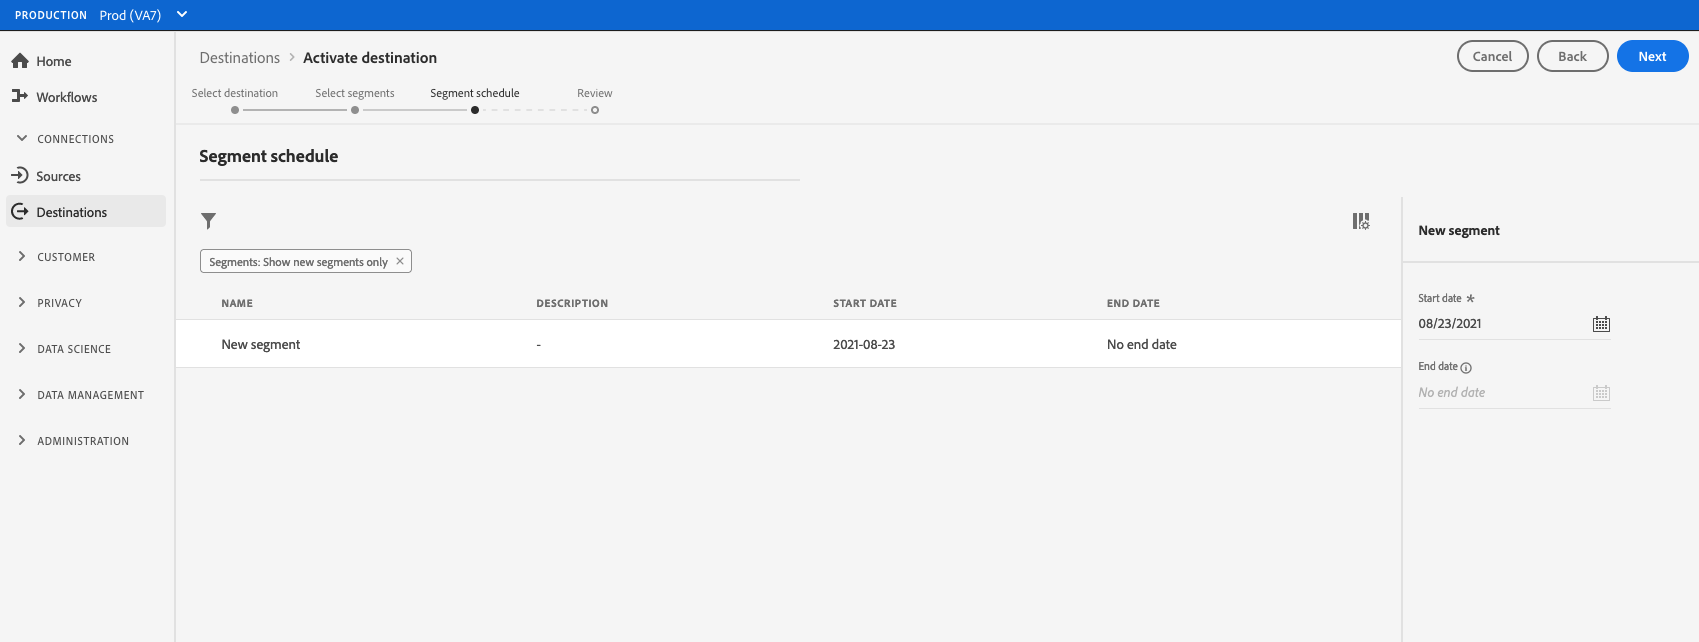 PRODUCTION Prod (VA7)
Home
Workflows
CONNECTIONS
Sources
Destinations
CUSTOMER
PRIVACY
DATA SCIENCE
DATA MANAGEMENT
ADMINISTRATION
Destinations > Activate destination
Cancel Back Next
Select destination Select segments Segment schedule Review
Segment schedule
Segments: Show new segments only ×
NAME DESCRIPTION START DATE END DATE
New segment - 2021-08-23 No end date
New segment
Start date *
08/23/2021
End date
No end date